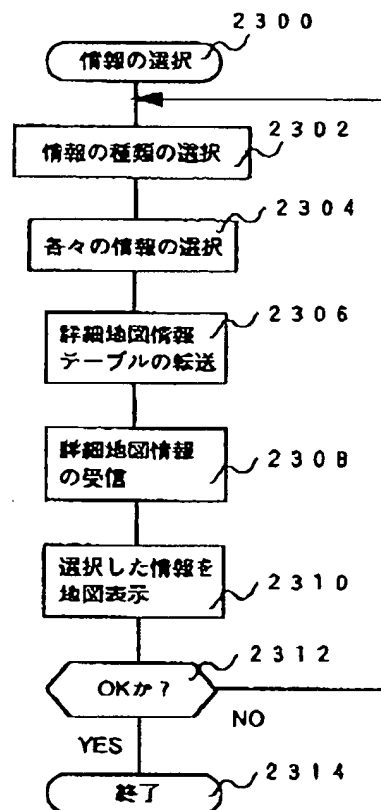 2300
情報の選択
2302
情報の種類の選択
2304
各々の情報の選択
2306
詳細地図情報
テーブルの転送
2308
詳細地図情報
の受信
2310
選択した情報を
地図表示
2312
OKか?
NO
YES
2314
終了